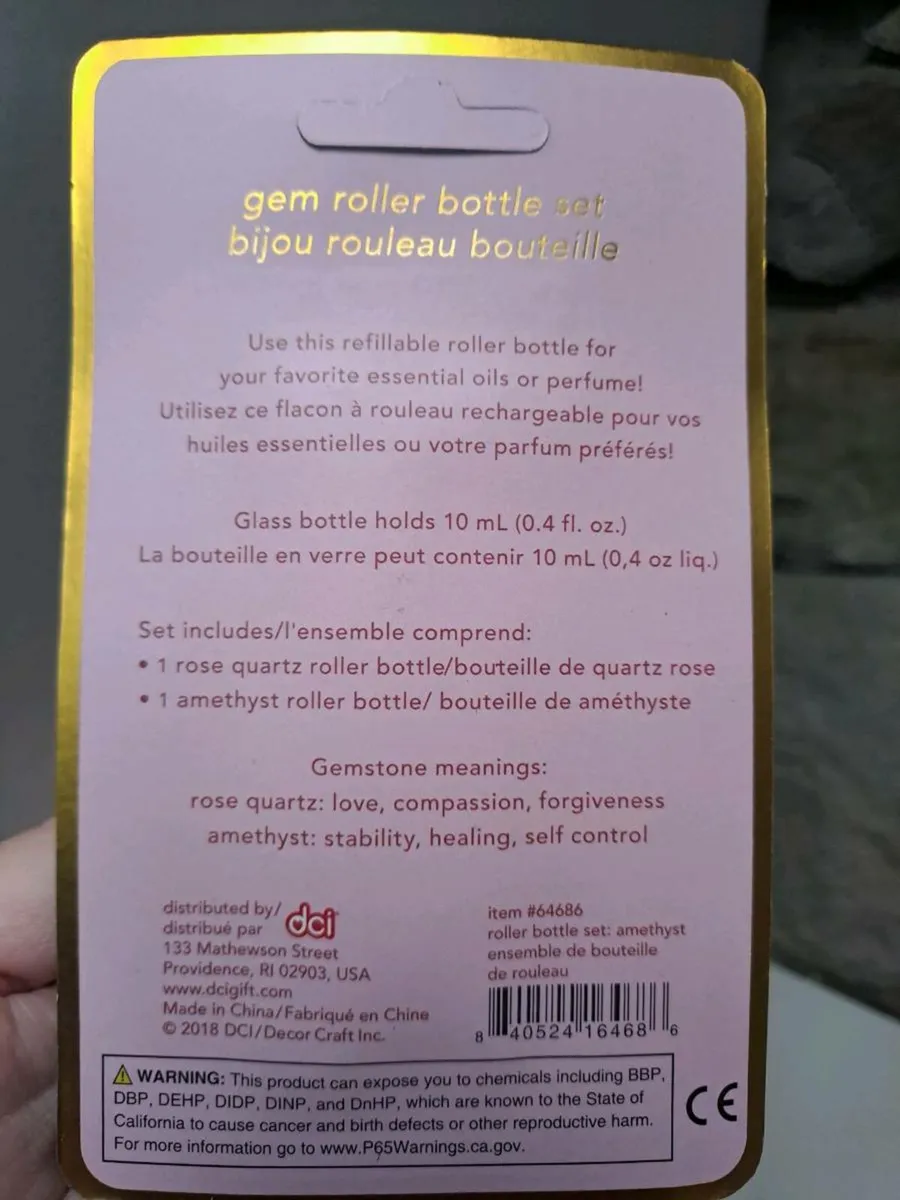 gem roller bottle set
bijou rouleau bouteille
Use this refillable roller bottle for
your favorite essential oils or perfume!
Utilisez ce flacon à rouleau rechargeable pour vos
huiles essentielles ou votre parfum préférés!
Glass bottle holds 10 mL (0.4 fl. oz.)
La bouteille en verre peut contenir 10 mL (0,4 oz liq.)
Set includes/l'ensemble comprend:
• 1 rose quartz roller bottle/bouteille de quartz rose
• 1 amethyst roller bottle/ bouteille de améthyste
Gemstone meanings:
rose quartz: love, compassion, forgiveness
amethyst: stability, healing, self control
distributed by/
distribué par
dci
133 Mathewson Street
Providence, RI 02903, USA
www.dcigift.com
Made in China/Fabriqué en Chine
© 2018 DCI/Decor Craft Inc.
item #64686
roller bottle set: amethyst
ensemble de bouteille
de rouleau
8 40524 16468 6
WARNING: This product can expose you to chemicals including BBP,
DBP, DEHP, DIDP, DINP, and DnHP, which are known to the State of
California to cause cancer and birth defects or other reproductive harm.
For more information go to www.P65Warnings.ca.gov.
CE